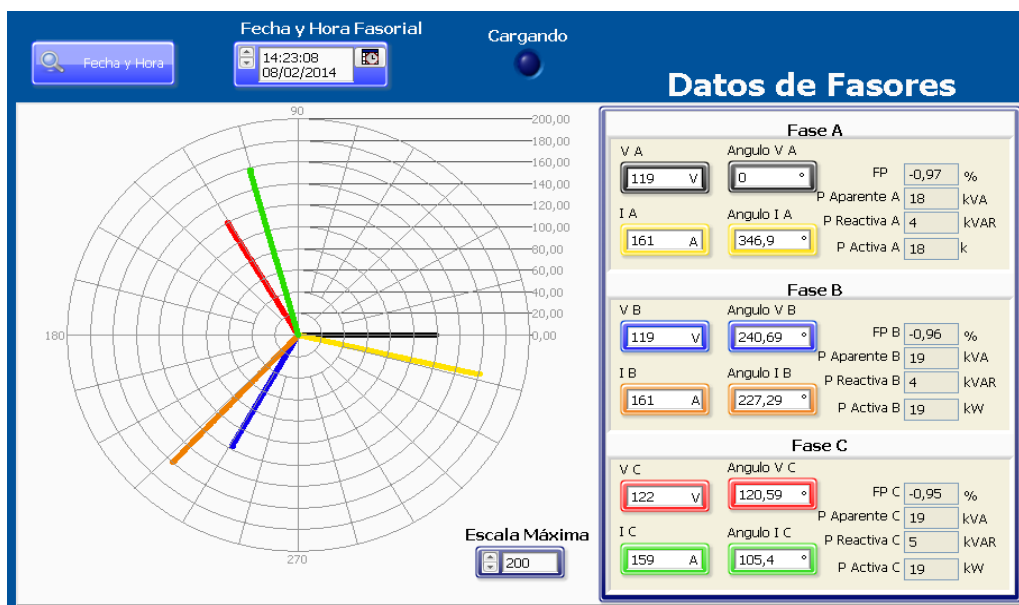 Fecha y Hora Fasorial
Cargando
Fecha y Hora
14:23:08
08/02/2014
Datos de Fasores
90
200,00
180,00
160,00
140,00
120,00
100,00
80,00
60,00
40,00
20,00
0,00
180
270
Escala Máxima
200
Fase A
V A
Angulo V A
119 V
0 °
FP -0,97 %
P Aparente A 18 kVA
I A
Angulo I A
P Reactiva A 4 kVAR
161 A
346,9 °
P Activa A 18 k
Fase B
V B
Angulo V B
119 V
240,69 °
FP B -0,96 %
P Aparente B 19 kVA
I B
Angulo I B
P Reactiva B 4 kVAR
161 A
227,29 °
P Activa B 19 kW
Fase C
V C
Angulo V C
122 V
120,59 °
FP C -0,95 %
P Aparente C 19 kVA
I C
Angulo I C
P Reactiva C 5 kVAR
159 A
105,4 °
P Activa C 19 kW